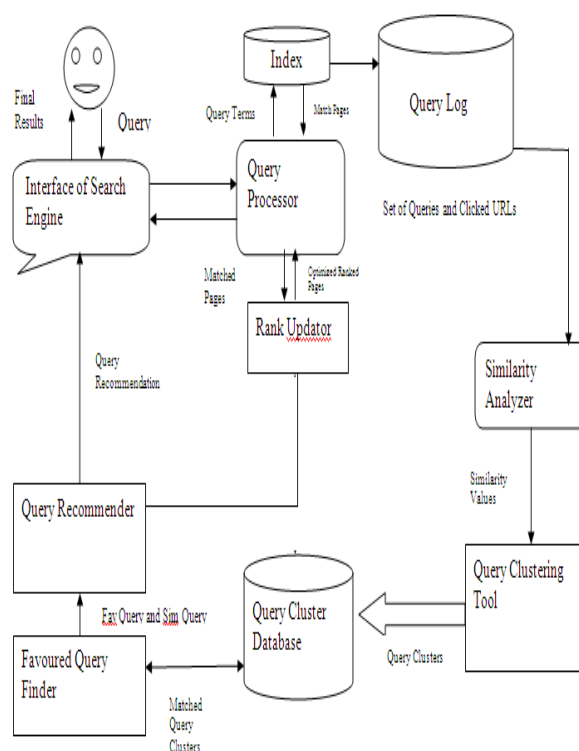 Index
Query Log
Final
Results
Query
Query Terms
Match Pages
Interface of Search
Engine
Query
Processor
Set of Queries and Clicked URLs
Matched
Pages
Optimized Ranked
Pages
Rank Updator
Query
Recommendation
Similarity
Analyzer
Similarity
Values
Query Recommender
Query Clustering
Tool
Fav Query and Sim Query
Query Cluster
Database
Query Clusters
Favoured Query
Finder
Matched
Query
Clusters